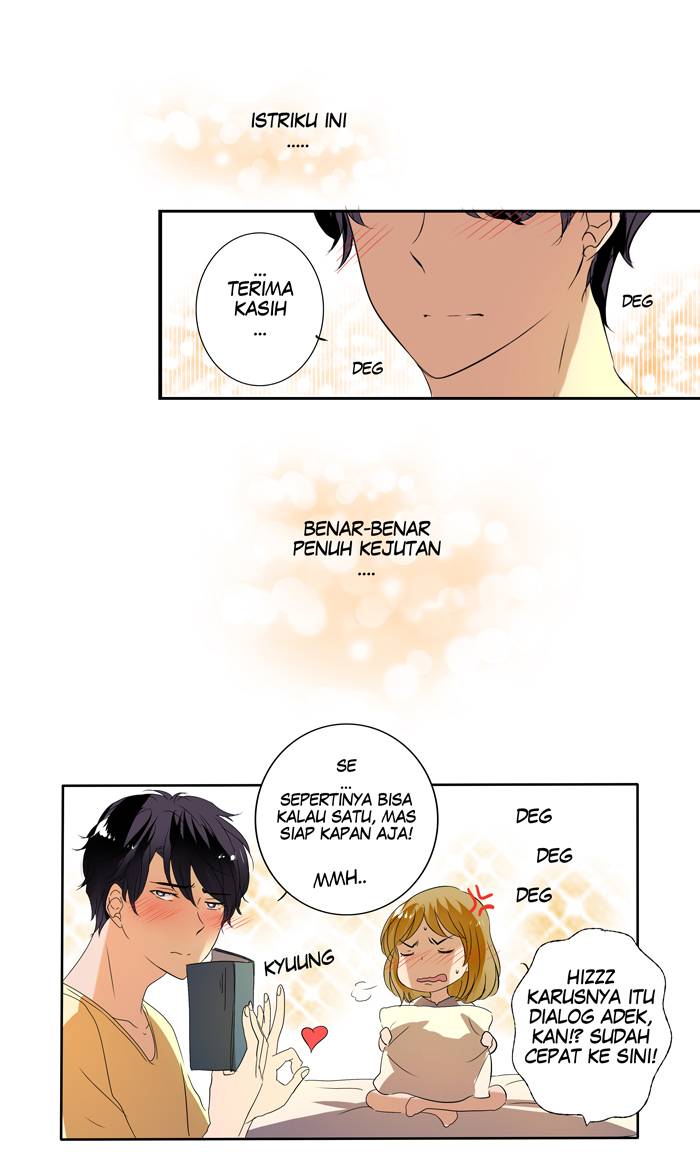 ISTRIKU INI
.....
...
TERIMA
KASIH
...
DEG
DEG
BENAR-BENAR
PENUH KEJUTAN
....
SE
...
SEPERTINYA BISA
KALAU SATU, MAS
SIAP KAPAN AJA!
MMH..
KYUUNG
DEG
DEG
DEG
HIZZZ
KARUSNYA ITU
DIALOG ADEK,
KAN!? SUDAH
CEPAT KE SINI!